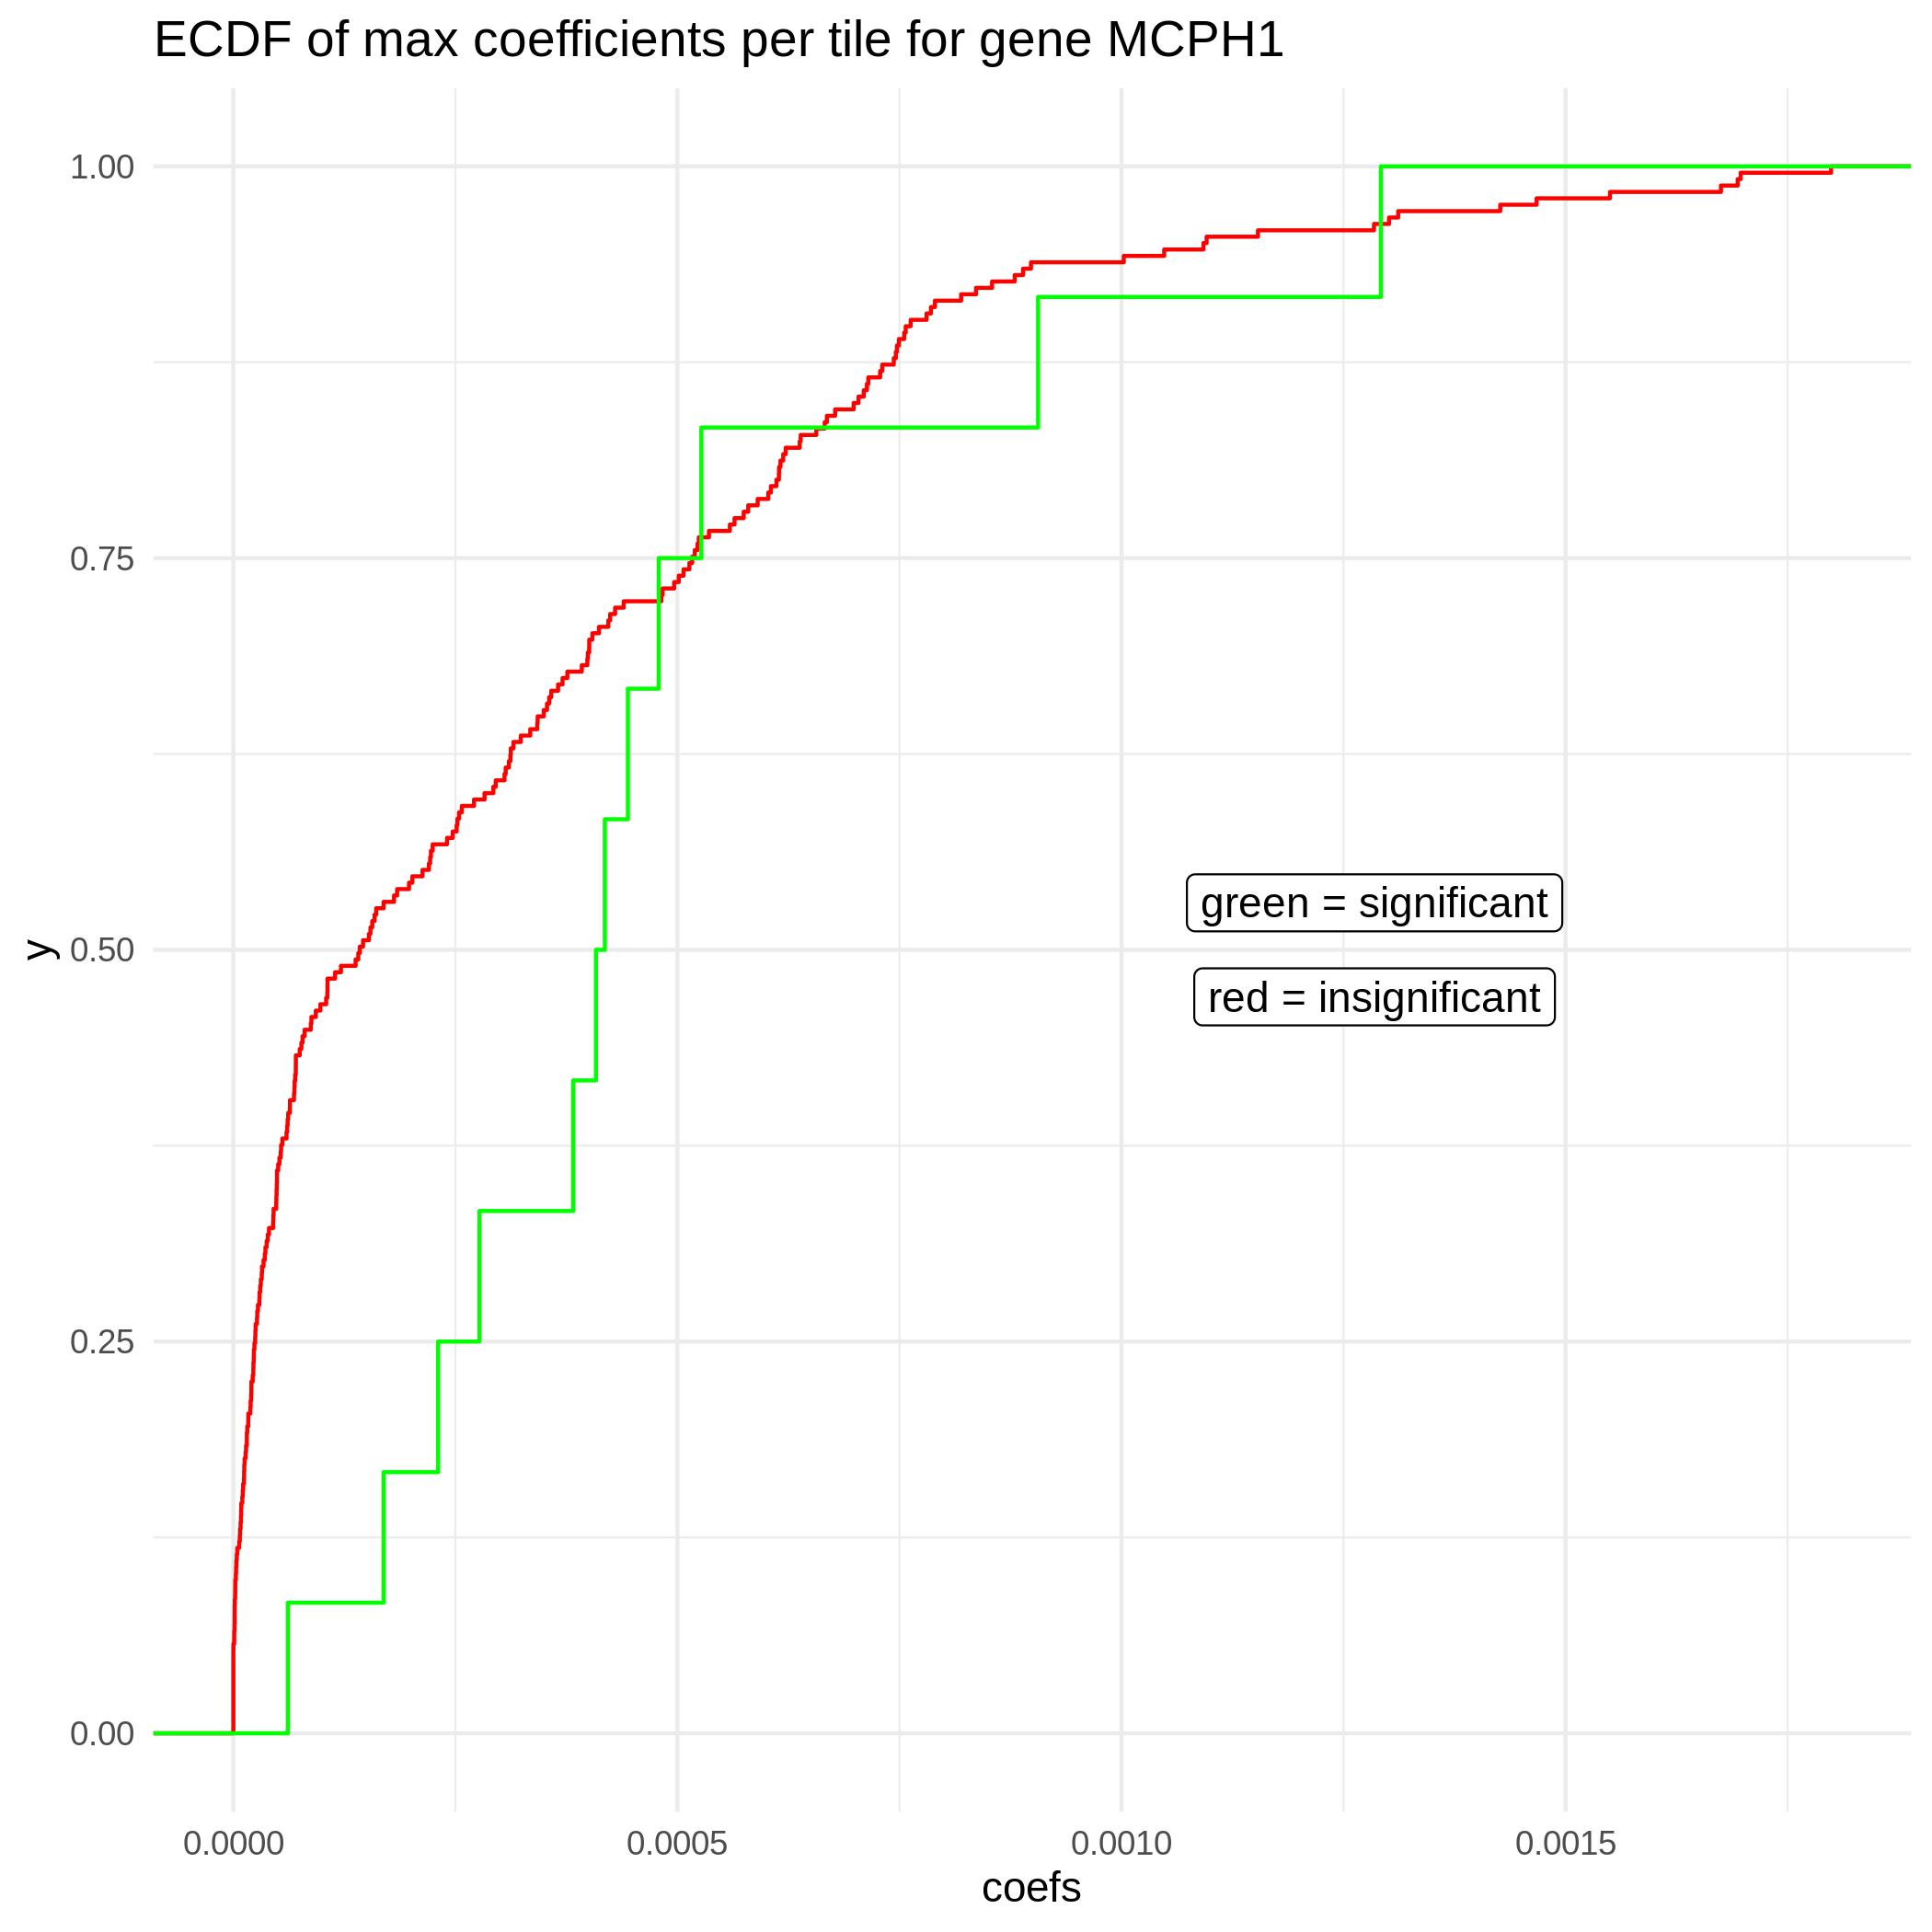 ECDF of max coefficients per tile for gene MCPH1
1.00
0.75
0.50
0.25
0.00
y
green = significant
red = insignificant
0.0000
0.0005
0.0010
0.0015
coefs